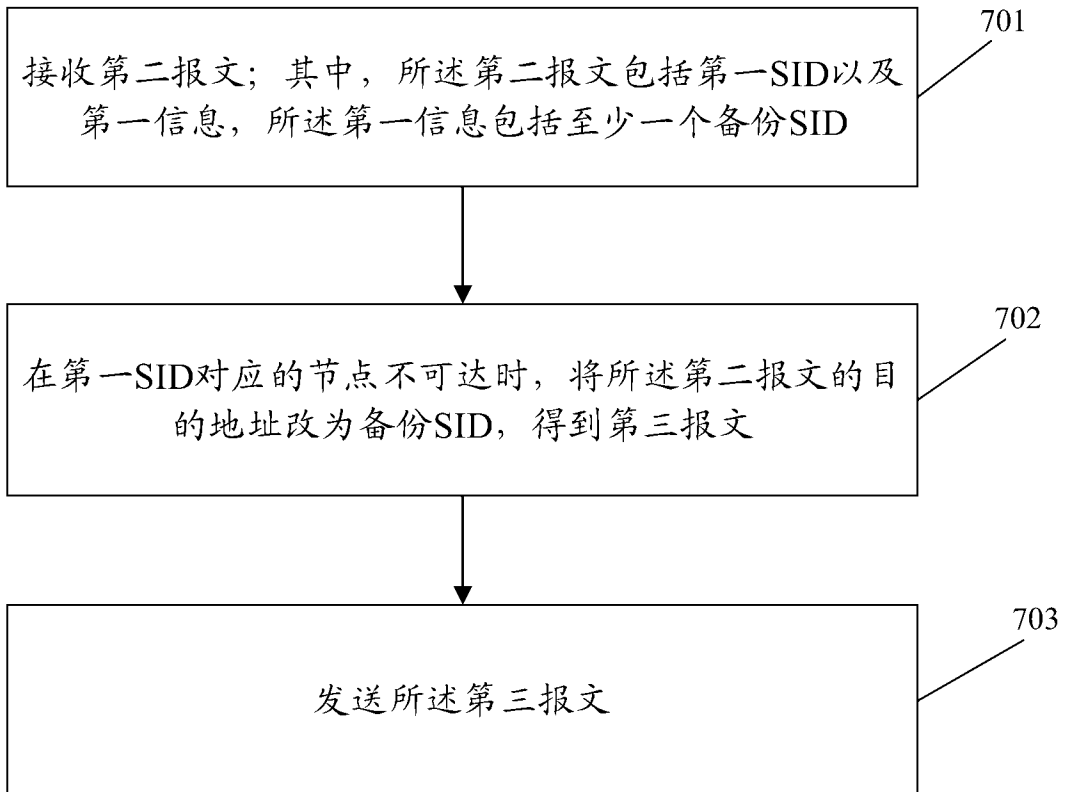 701
接收第二报文；其中，所述第二报文包括第一SID以及
第一信息，所述第一信息包括至少一个备份SID
702
在第一SID对应的节点不可达时，将所述第二报文的目
的地址改为备份SID，得到第三报文
703
发送所述第三报文